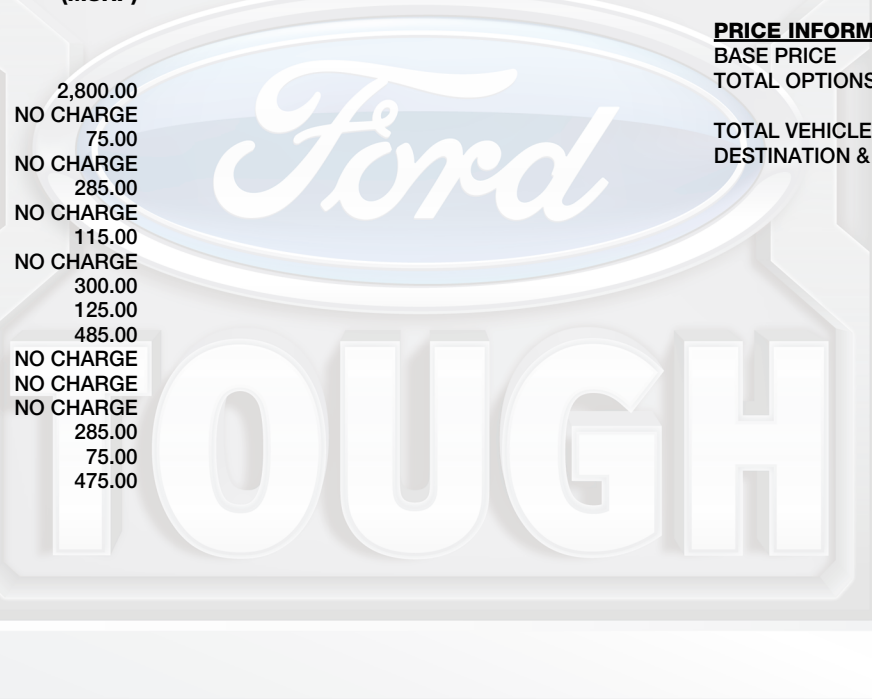 PRICE INFORM
BASE PRICE
TOTAL OPTIONS
TOTAL VEHICLE
DESTINATION &
2,800.00
NO CHARGE
75.00
NO CHARGE
285.00
NO CHARGE
115.00
NO CHARGE
300.00
125.00
485.00
NO CHARGE
NO CHARGE
NO CHARGE
285.00
75.00
475.00
Ford
TOUGH